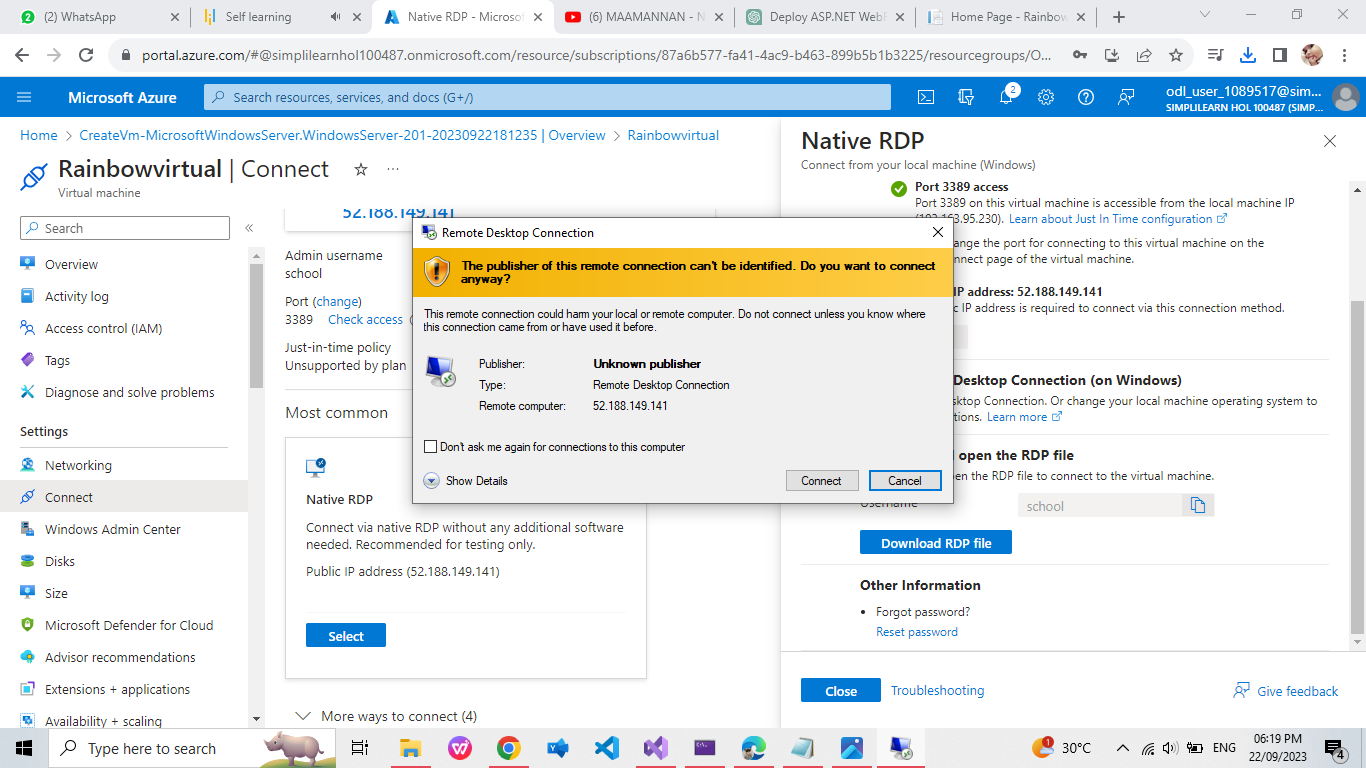 (2) WhatsApp
Self learning
Native RDP - Microsof
(6) MAAMANNAN - N
Deploy ASP.NET WebF
Home Page - Rainbow
portal.azure.com/#@simplilearnhol100487.onmicrosoft.com/resource/subscriptions/87a6b577-fa41-4ac9-b463-899b5b1b3225/resourcegroups/O...
Microsoft Azure
Search resources, services, and docs (G+/)
2
odl_user_1089517@sim...
SIMPLILEARN HOL 100487 (SIMP...
Home > CreateVm-MicrosoftWindowsServer.WindowsServer-201-20230922181235 | Overview > Rainbowvirtual
Rainbowvirtual | Connect
Virtual machine
Search
Overview
Activity log
Access control (IAM)
Tags
Diagnose and solve problems
Settings
Networking
Connect
Windows Admin Center
Disks
Size
Microsoft Defender for Cloud
Advisor recommendations
Extensions + applications
Availability + scaling
52.188.149.141
Admin username
school
Port (change)
3389 Check access (
Just-in-time policy
Unsupported by plan
Most common
Native RDP
Connect via native RDP without any additional software
needed. Recommended for testing only.
Public IP address (52.188.149.141)
Select
More ways to connect (4)
Remote Desktop Connection
The publisher of this remote connection can't be identified. Do you want to connect
anyway?
This remote connection could harm your local or remote computer. Do not connect unless you know where
this connection came from or have used it before.
Publisher: Unknown publisher
Type: Remote Desktop Connection
Remote computer: 52.188.149.141
Don't ask me again for connections to this computer
Show Details
Connect
Cancel
Native RDP
Connect from your local machine (Windows)
Port 3389 access
Port 3389 on this virtual machine is accessible from the local machine IP
.95.230). Learn about Just In Time configuration
ange the port for connecting to this virtual machine on the
nnect page of the virtual machine.
IP address: 52.188.149.141
IP address is required to connect via this connection method.
Desktop Connection (on Windows)
sktop Connection. Or change your local machine operating system to
tions. Learn more
open the RDP file
en the RDP file to connect to the virtual machine.
Username
school
Download RDP file
Other Information
• Forgot password?
Reset password
Close
Troubleshooting
Give feedback
Type here to search
1
30°C
ENG
06:19 PM
22/09/2023
4